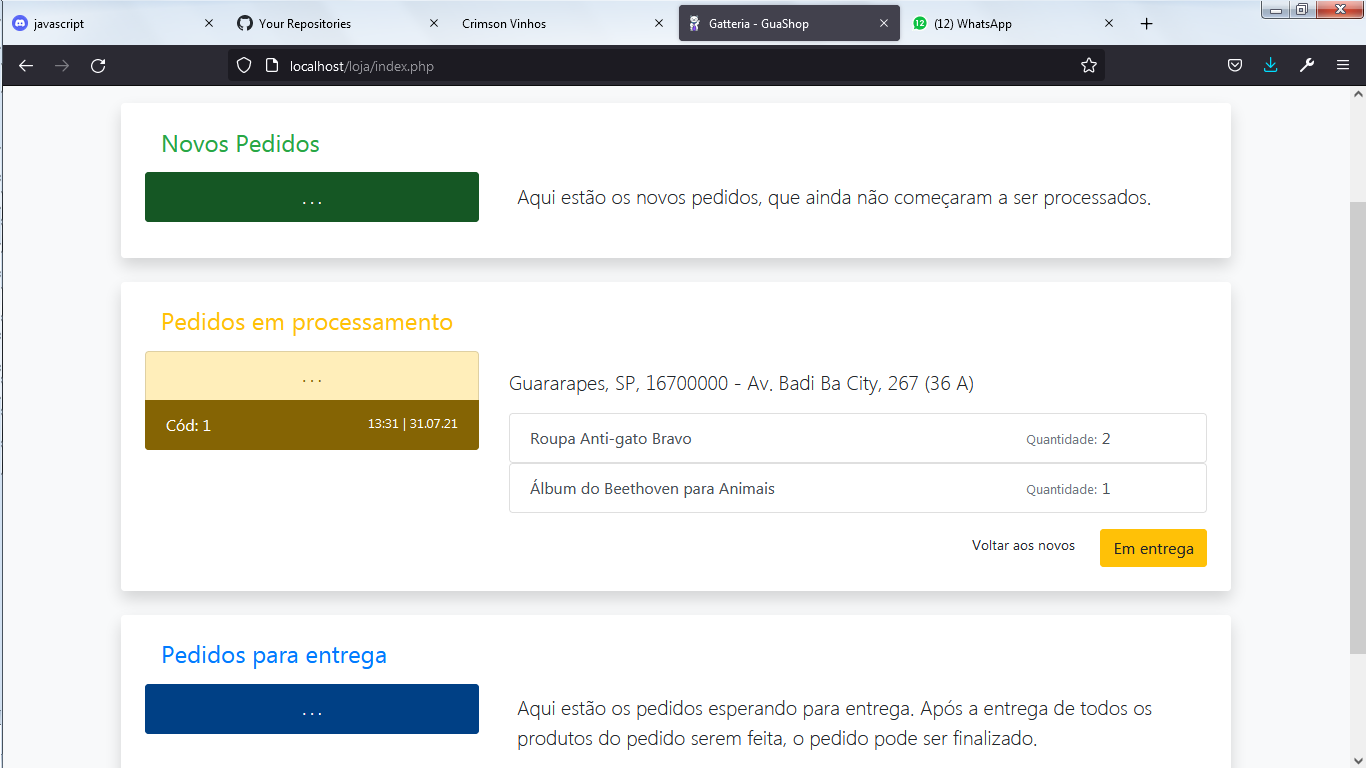 javascript
Your Repositories
Crimson Vinhos
Gatteria - GuaShop
12 (12) WhatsApp
localhost/loja/index.php
Novos Pedidos
...
Aqui estão os novos pedidos, que ainda não começaram a ser processados.
Pedidos em processamento
...
Cód: 1 13:31 | 31.07.21
Guararapes, SP, 16700000 - Av. Badi Ba City, 267 (36 A)
Roupa Anti-gato Bravo Quantidade: 2
Álbum do Beethoven para Animais Quantidade: 1
Voltar aos novos Em entrega
Pedidos para entrega
...
Aqui estão os pedidos esperando para entrega. Após a entrega de todos os
produtos do pedido serem feita, o pedido pode ser finalizado.